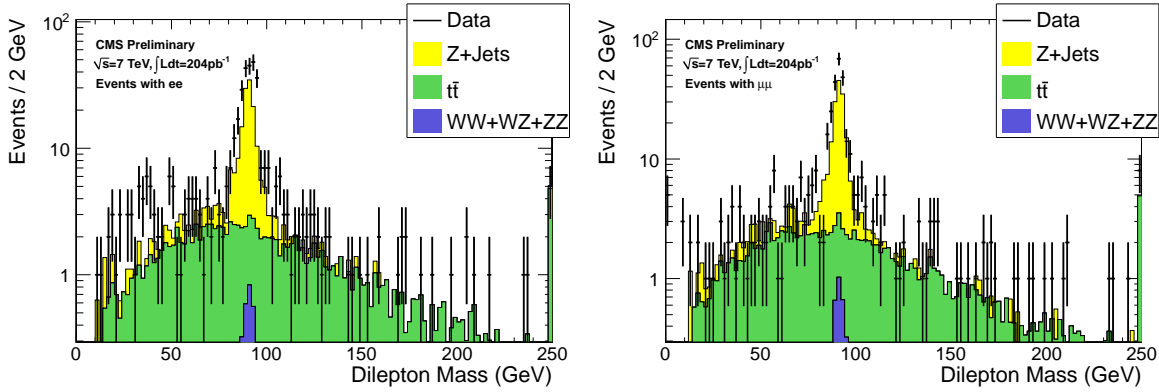 Events / 2 GeV
10²
10
1
CMS Preliminary
√s=7 TeV, ∫Ldt=204pb⁻¹
Events with ee
Data
Z+Jets
tt̄
WW+WZ+ZZ
0 50 100 150 200 250
Dilepton Mass (GeV)
Events / 2 GeV
10²
10
1
CMS Preliminary
√s=7 TeV, ∫Ldt=204pb⁻¹
Events with μμ
Data
Z+Jets
tt̄
WW+WZ+ZZ
0 50 100 150 200 250
Dilepton Mass (GeV)